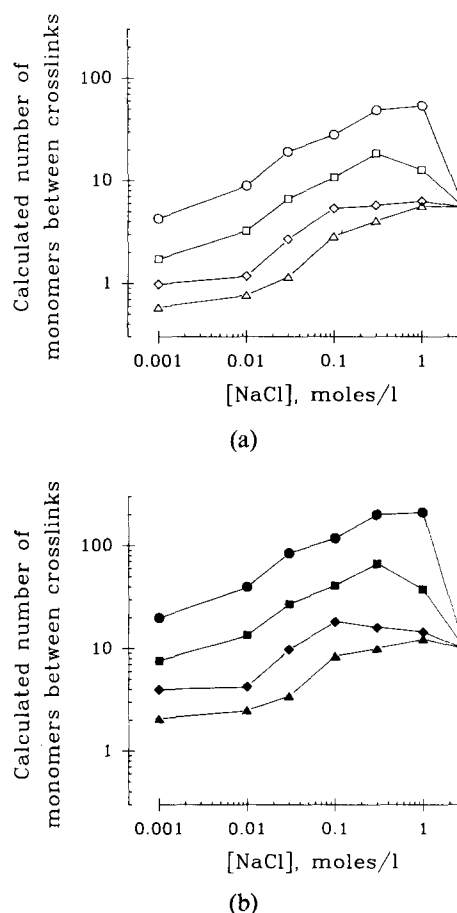 Calculated number of
monomers between crosslinks
100
10
1
0.001 0.01 0.1 1
[NaCl], moles/l
(a)
Calculated number of
monomers between crosslinks
100
10
1
0.001 0.01 0.1 1
[NaCl], moles/l
(b)